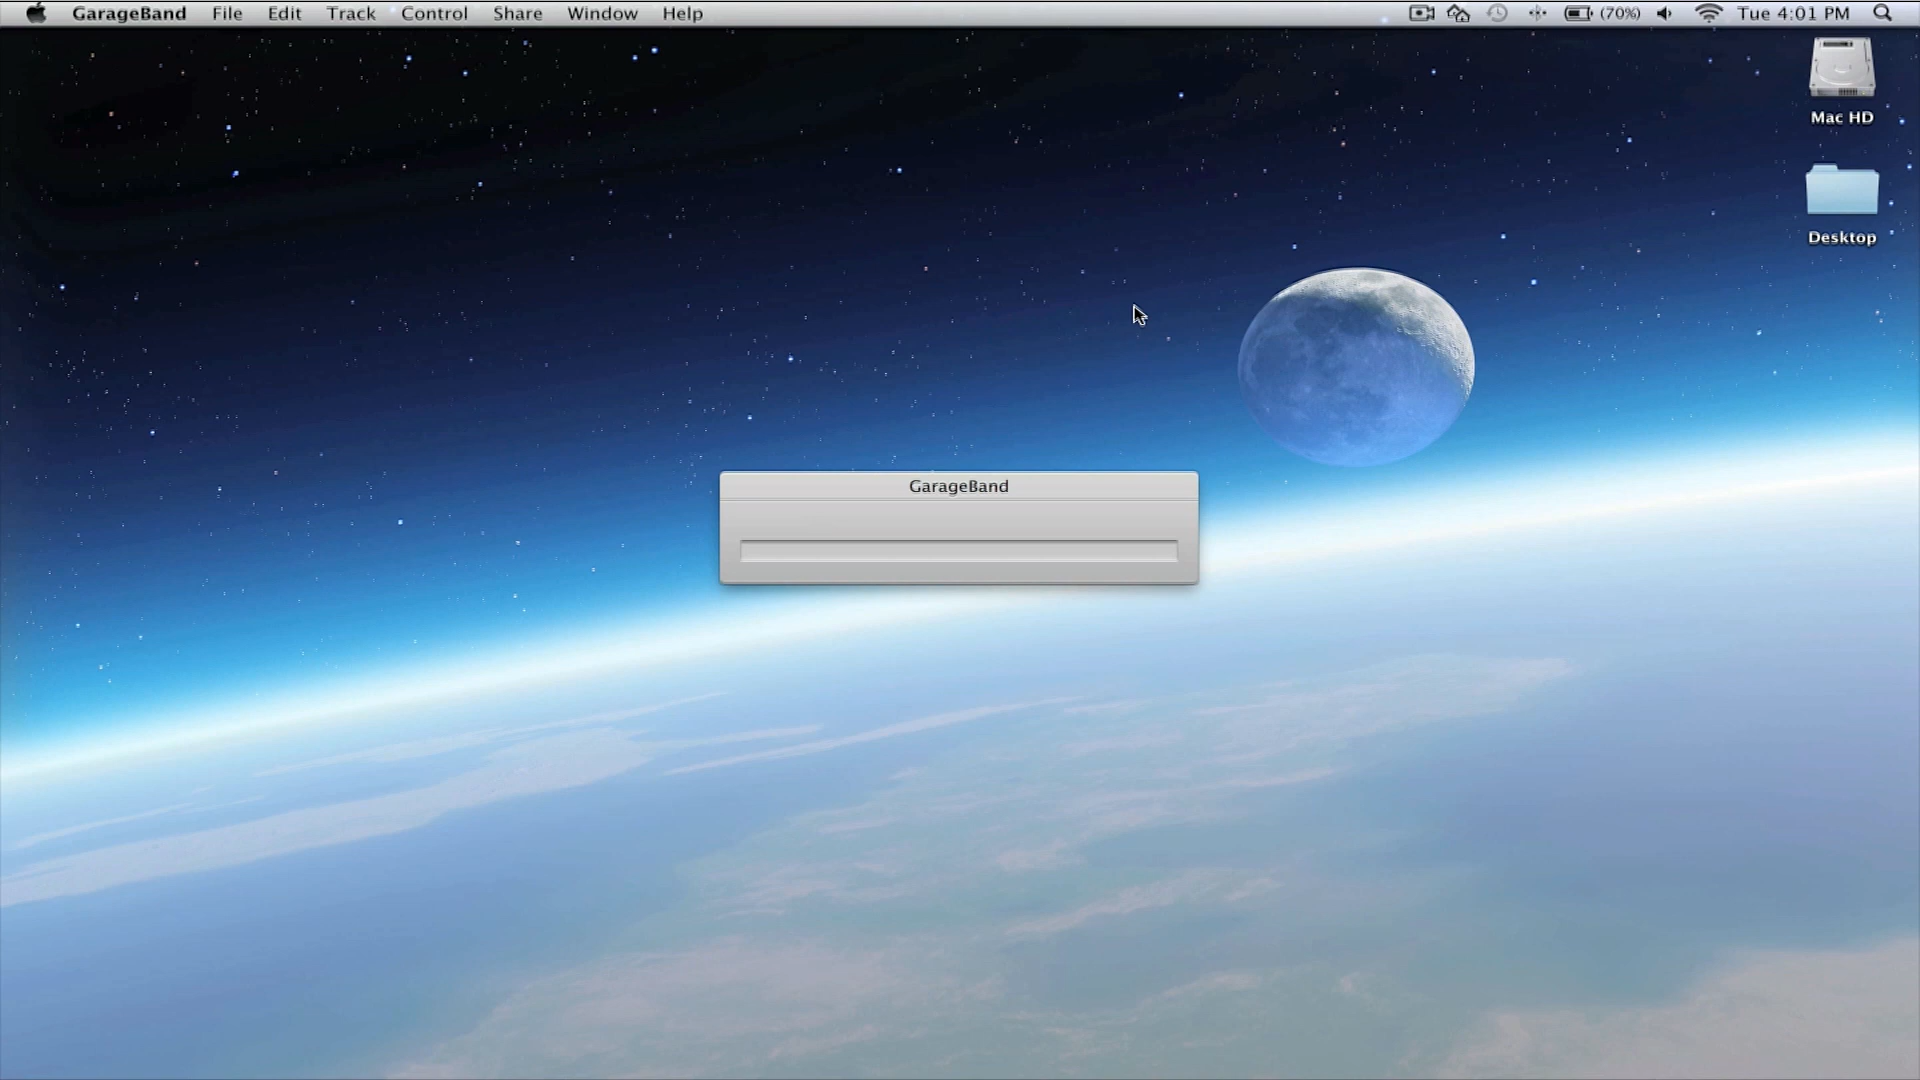 GarageBand File Edit Track Control Share Window Help (70%) Tue 4:01 PM
Mac HD
Desktop
GarageBand